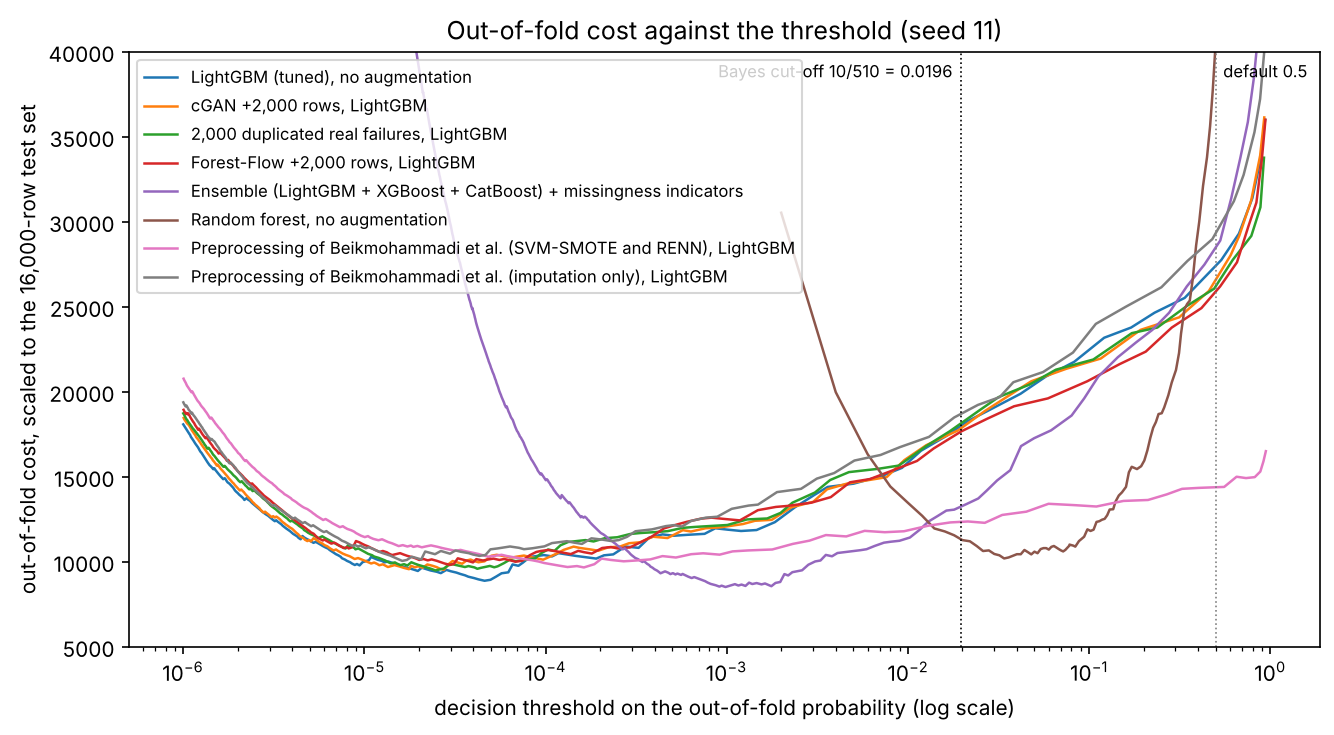 Out-of-fold cost against the threshold (seed 11)
40000
35000
30000
25000
20000
15000
10000
5000
out-of-fold cost, scaled to the 16,000-row test set
LightGBM (tuned), no augmentation
cGAN +2,000 rows, LightGBM
2,000 duplicated real failures, LightGBM
Forest-Flow +2,000 rows, LightGBM
Ensemble (LightGBM + XGBoost + CatBoost) + missingness indicators
Random forest, no augmentation
Preprocessing of Beikmohammadi et al. (SVM-SMOTE and RENN), LightGBM
Preprocessing of Beikmohammadi et al. (imputation only), LightGBM
Bayes cut-off 10/510 = 0.0196
default 0.5
10⁻⁶
10⁻⁵
10⁻⁴
10⁻³
10⁻²
10⁻¹
10⁰
decision threshold on the out-of-fold probability (log scale)